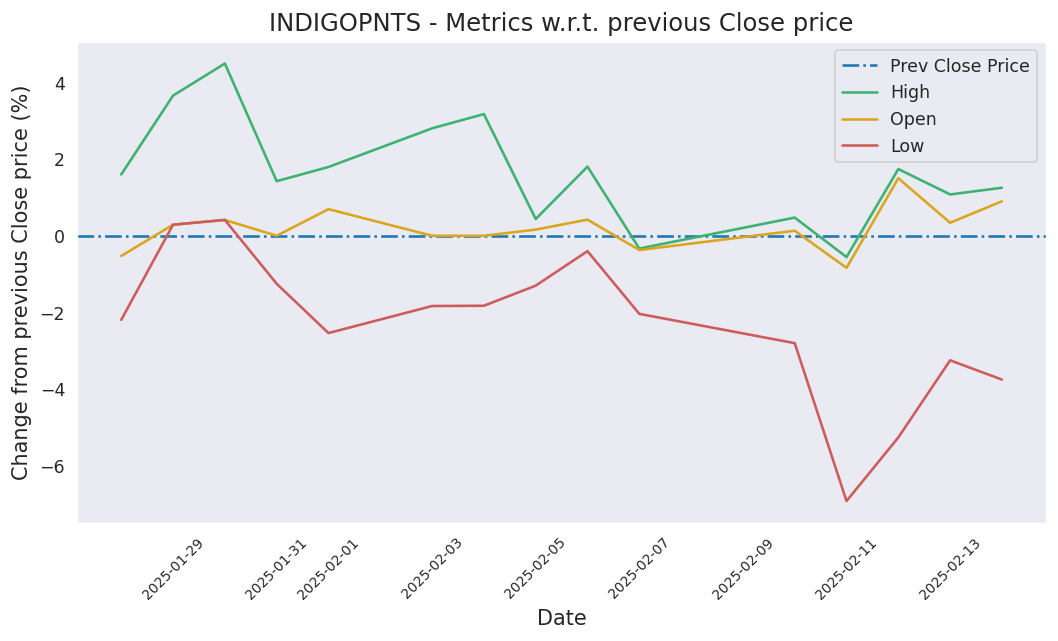 INDIGOPNTS - Metrics w.r.t. previous Close price
Change from previous Close price (%)
4
2
0
−2
−4
−6
Prev Close Price
High
Open
Low
2025-01-29
2025-01-31
2025-02-01
2025-02-03
2025-02-05
2025-02-07
2025-02-09
2025-02-11
2025-02-13
Date